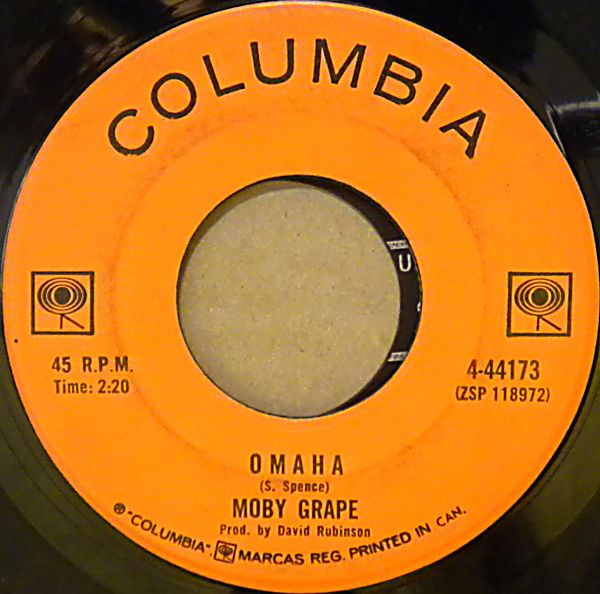 COLUMBIA
45 R.P.M.
Time: 2:20
4-44173
(ZSP 118972)
OMAHA
(S. Spence)
MOBY GRAPE
Prod. by David Rubinson
® "COLUMBIA", MARCAS REG. PRINTED IN CAN.
U